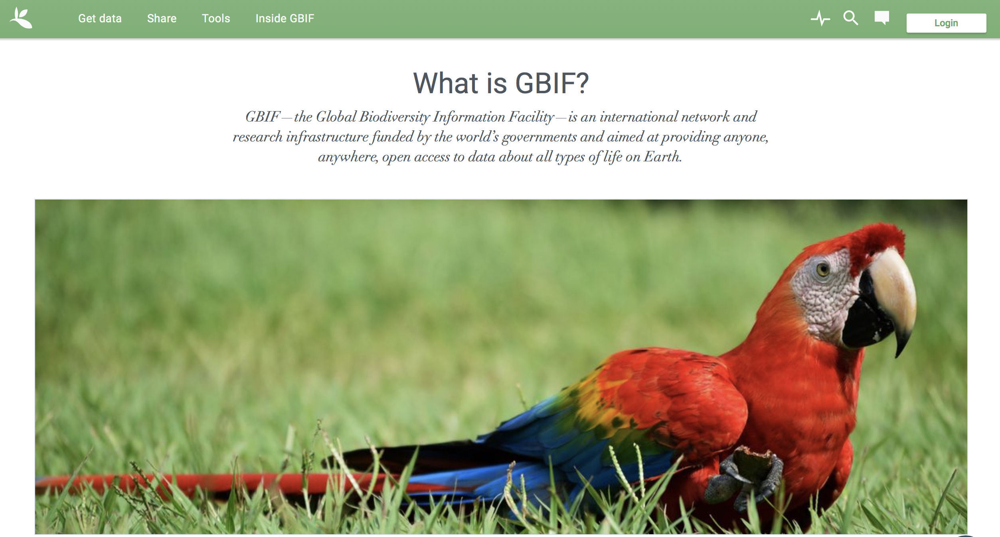 Get data Share Tools Inside GBIF Login
What is GBIF?
GBIF—the Global Biodiversity Information Facility—is an international network and
research infrastructure funded by the world’s governments and aimed at providing anyone,
anywhere, open access to data about all types of life on Earth.